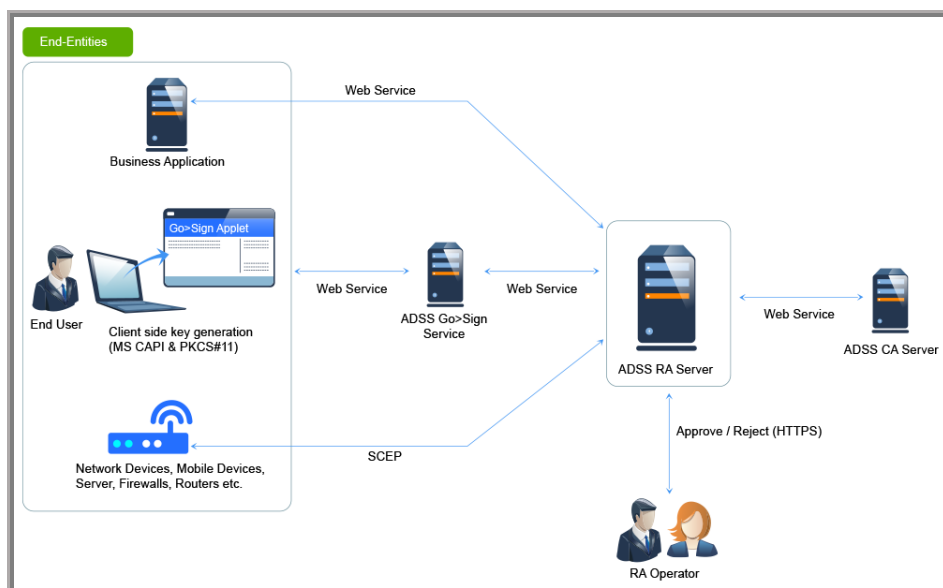 End-Entities
Web Service
Business Application
Go>Sign Applet
End User
Client side key generation
(MS CAPI & PKCS#11)
Web Service
ADSS Go>Sign
Service
Web Service
ADSS RA Server
Web Service
ADSS CA Server
Approve / Reject (HTTPS)
SCEP
Network Devices, Mobile Devices,
Server, Firewalls, Routers etc.
RA Operator